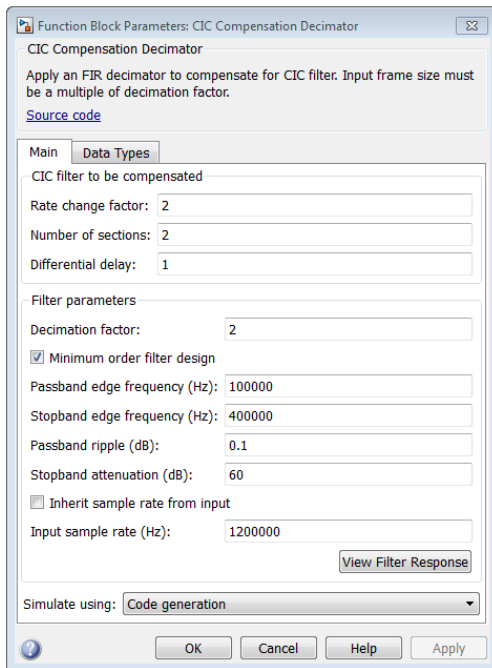 Function Block Parameters: CIC Compensation Decimator
CIC Compensation Decimator
Apply an FIR decimator to compensate for CIC filter. Input frame size must
be a multiple of decimation factor.
Source code
Main Data Types
CIC filter to be compensated
Rate change factor: 2
Number of sections: 2
Differential delay: 1
Filter parameters
Decimation factor: 2
Minimum order filter design
Passband edge frequency (Hz): 100000
Stopband edge frequency (Hz): 400000
Passband ripple (dB): 0.1
Stopband attenuation (dB): 60
Inherit sample rate from input
Input sample rate (Hz): 1200000
View Filter Response
Simulate using: Code generation
? OK Cancel Help Apply